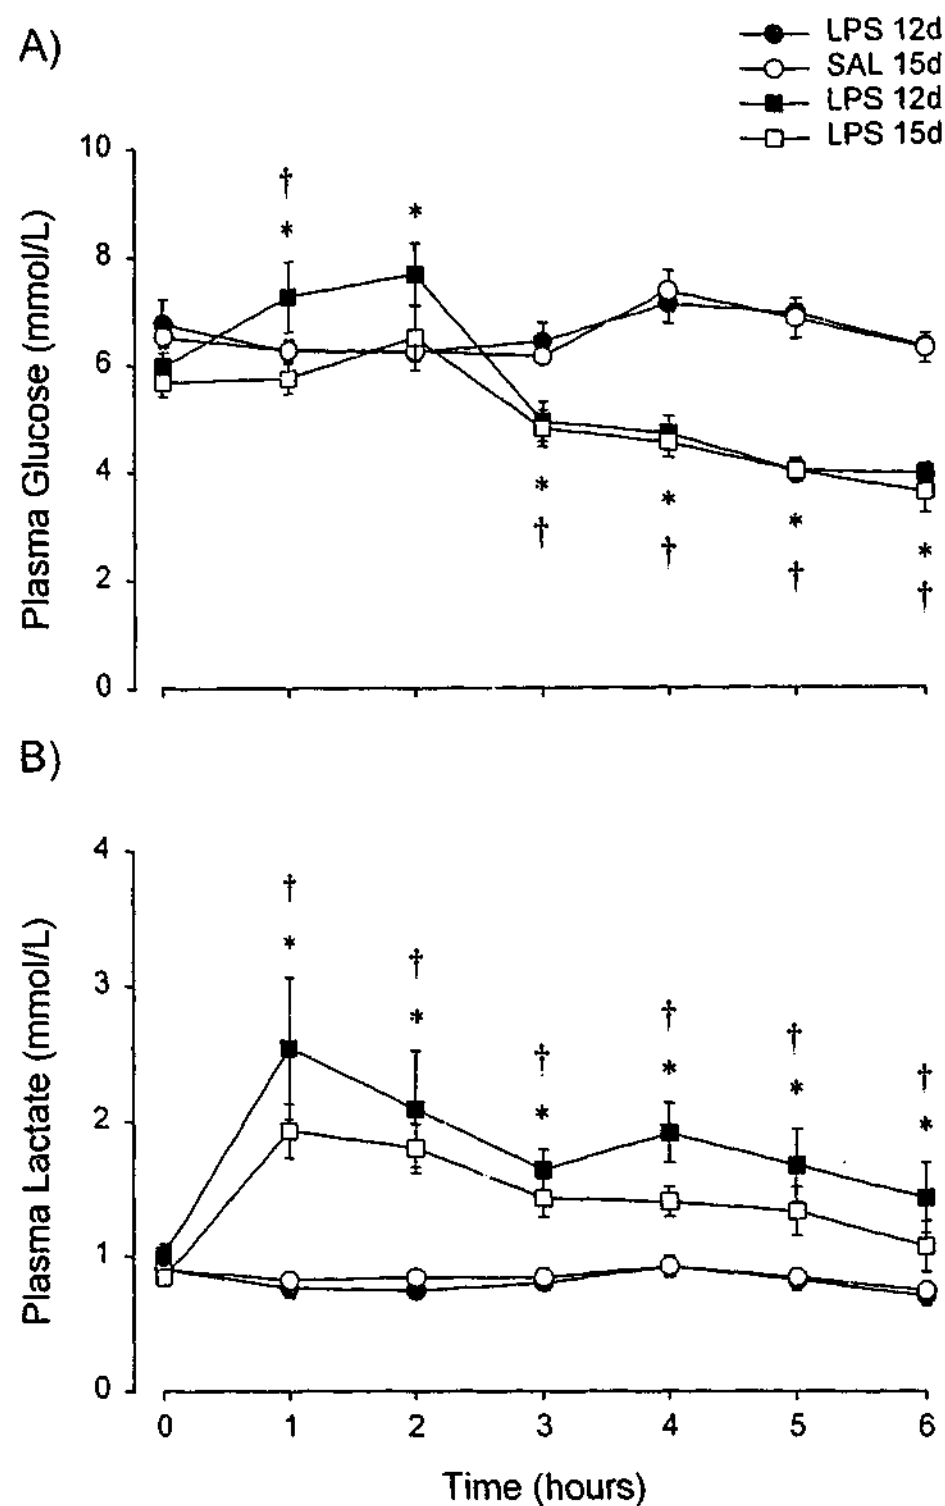 A)
LPS 12d
SAL 15d
LPS 12d
LPS 15d
Plasma Glucose (mmol/L)
10
8
6
4
2
0
† * *
* * * *
† † † †
B)
Plasma Lactate (mmol/L)
4
3
2
1
0
† † † † † †
* * * * * *
0 1 2 3 4 5 6
Time (hours)